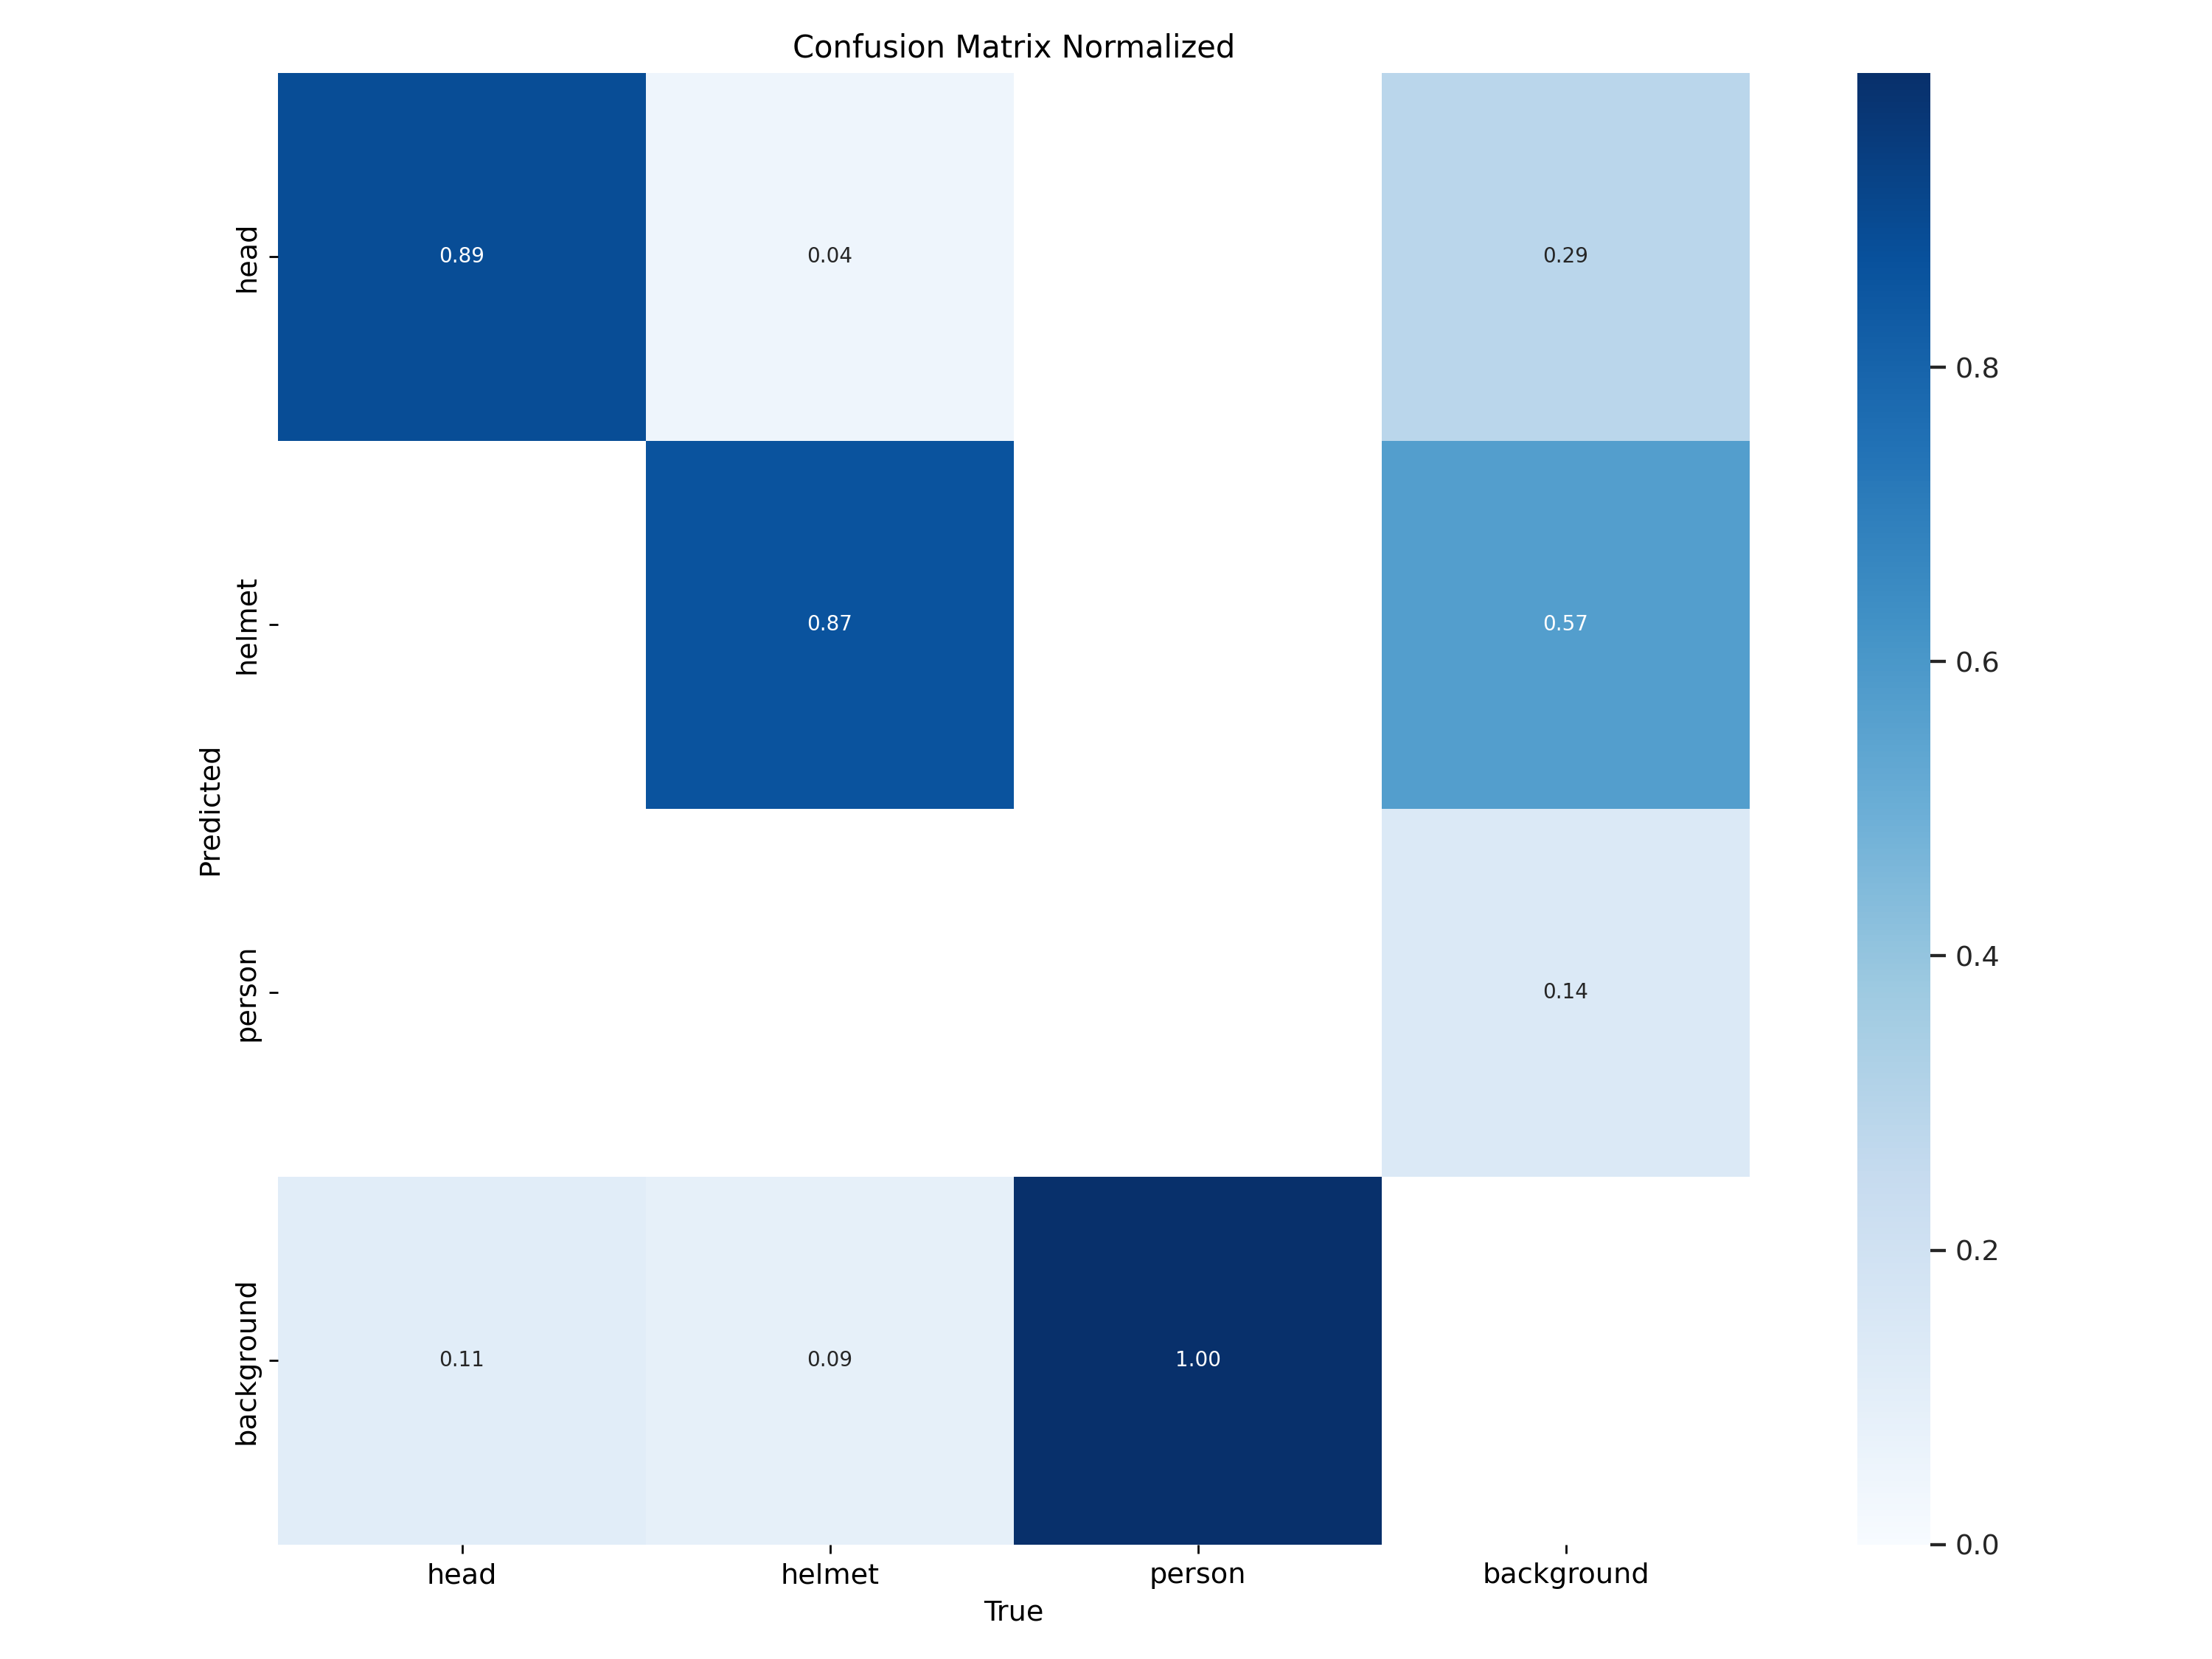 Confusion Matrix Normalized
head
0.89
0.04
0.29
0.8
helmet
0.87
0.57
0.6
Predicted
0.4
person
0.14
0.2
background
0.11
0.09
1.00
0.0
head
helmet
person
background
True